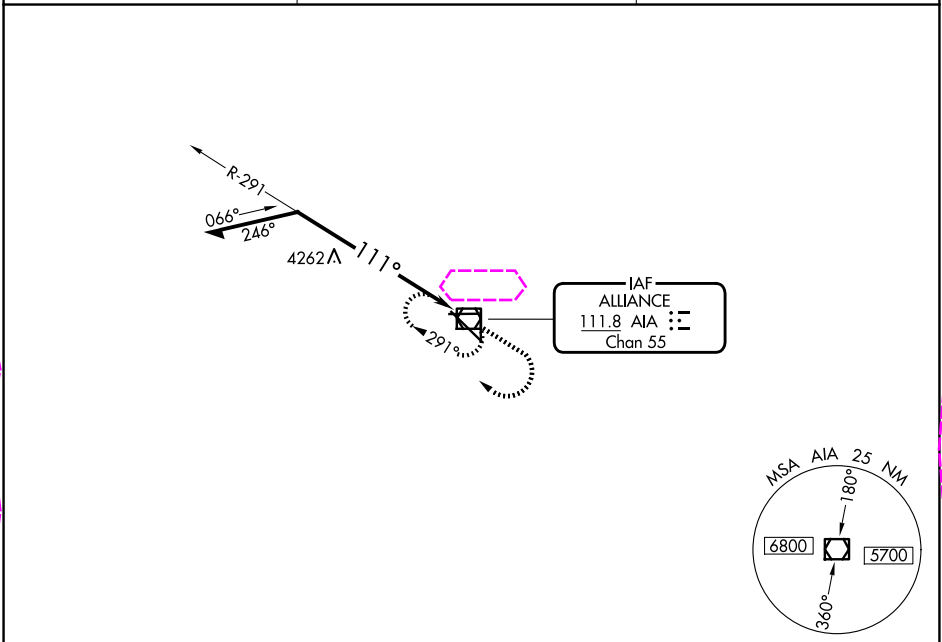 R-291
066°
246°
4262
111°
291°
IAF
ALLIANCE
111.8 AIA
Chan 55
MSA AIA 25 NM
180°
6800
5700
360°